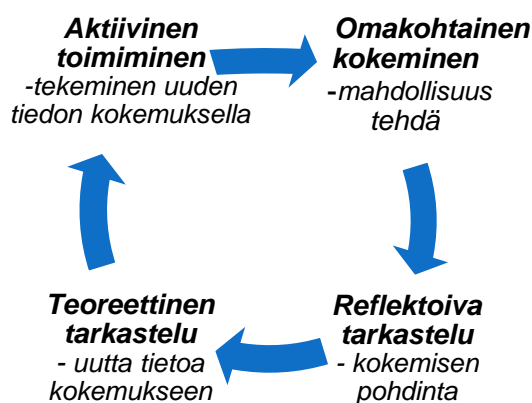 Aktiivinen
toimiminen
-tekeminen uuden
tiedon kokemuksella
Omakohtainen
kokeminen
-mahdollisuus
tehdä
Reflektoiva
tarkastelu
- kokemisen
pohdinta
Teoreettinen
tarkastelu
- uutta tietoa
kokemukseen